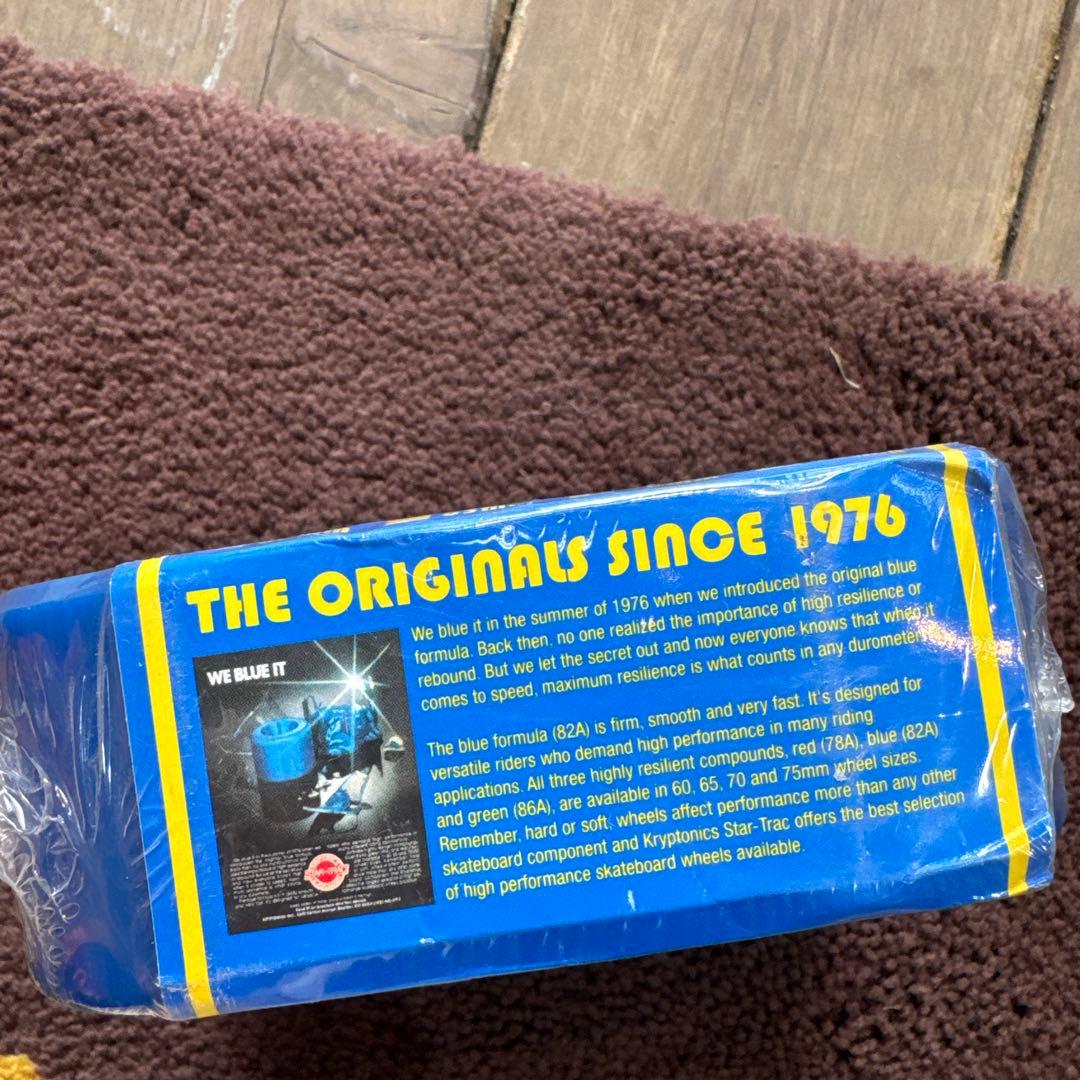 THE ORIGINALS SINCE 1976
We blue it in the summer of 1976 when we introduced the original blue
formula. Back then, no one realized the importance of high resilience or
rebound. But we let the secret out and now everyone knows that when it
comes to speed, maximum resilience is what counts in any durometer.
The blue formula (82A) is firm, smooth and very fast. It's designed for
versatile riders who demand high performance in many riding
applications. All three highly resilient compounds, red (78A), blue (82A)
and green (86A), are available in 60, 65, 70 and 75mm wheel sizes.
Remember, hard or soft, wheels affect performance more than any other
skateboard component and Kryptonics Star-Trac offers the best selection
of high performance skateboard wheels available.
WE BLUE IT
STAR-TRAC